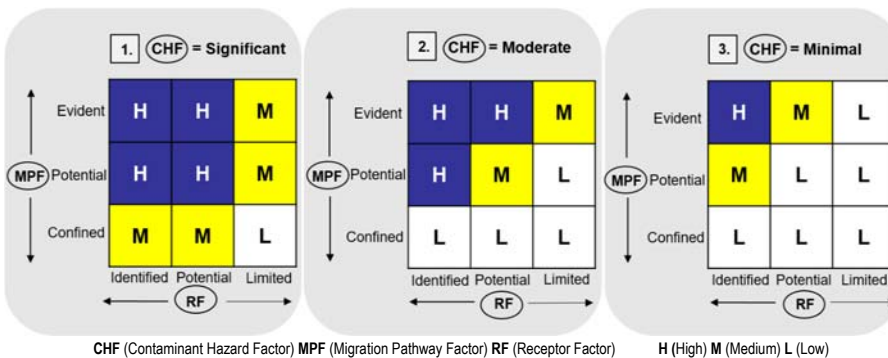 1. CHF = Significant
Evident H H M
MPF Potential H H M
Confined M M L
Identified Potential Limited
RF
2. CHF = Moderate
Evident H H M
MPF Potential H M L
Confined L L L
Identified Potential Limited
RF
3. CHF = Minimal
Evident H M L
MPF Potential M L L
Confined L L L
Identified Potential Limited
RF
CHF (Contaminant Hazard Factor) MPF (Migration Pathway Factor) RF (Receptor Factor) H (High) M (Medium) L (Low)